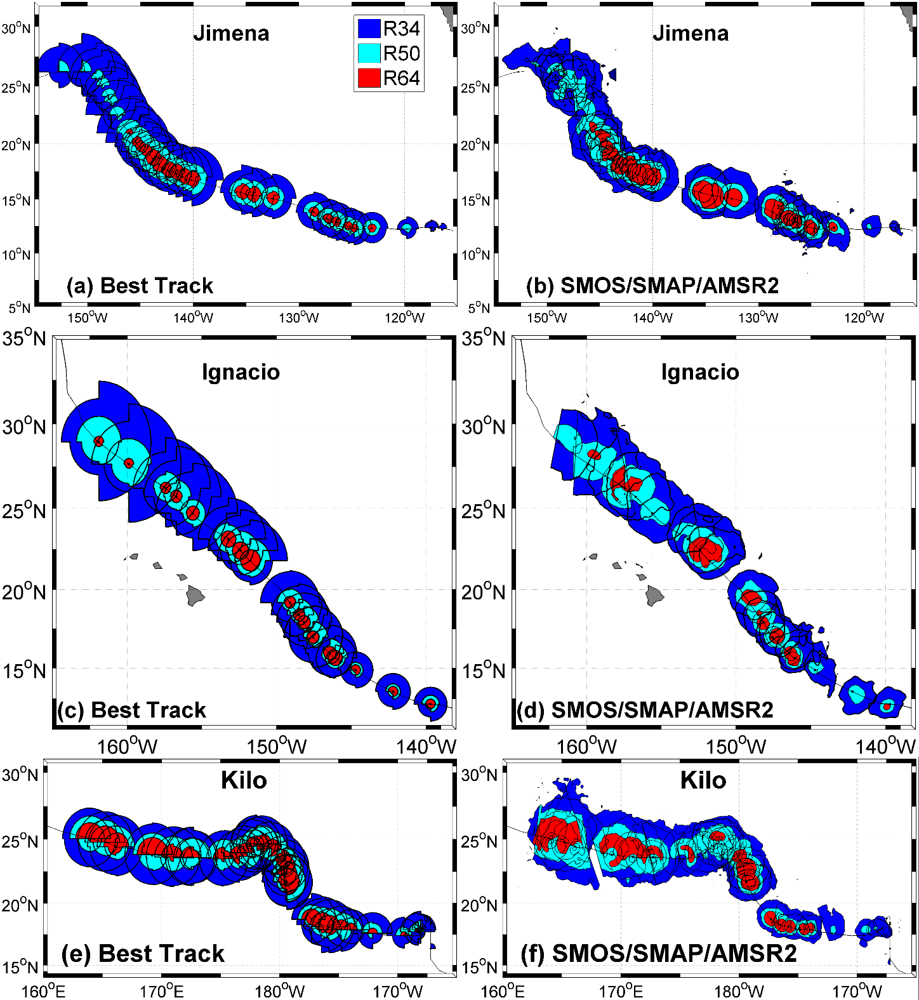 Jimena
R34
R50
R64
30°N
25°N
20°N
15°N
10°N
5°N
(a) Best Track
150°W
140°W
130°W
120°W
Jimena
30°N
25°N
20°N
15°N
10°N
5°N
(b) SMOS/SMAP/AMSR2
150°W
140°W
130°W
120°W
Ignacio
35°N
30°N
25°N
20°N
15°N
(c) Best Track
160°W
150°W
140°W
Ignacio
35°N
30°N
25°N
20°N
15°N
(d) SMOS/SMAP/AMSR2
160°W
150°W
140°W
Kilo
30°N
25°N
20°N
15°N
(e) Best Track
160°E
170°E
180°W
170°W
Kilo
30°N
25°N
20°N
15°N
(f) SMOS/SMAP/AMSR2
160°E
170°E
180°W
170°W